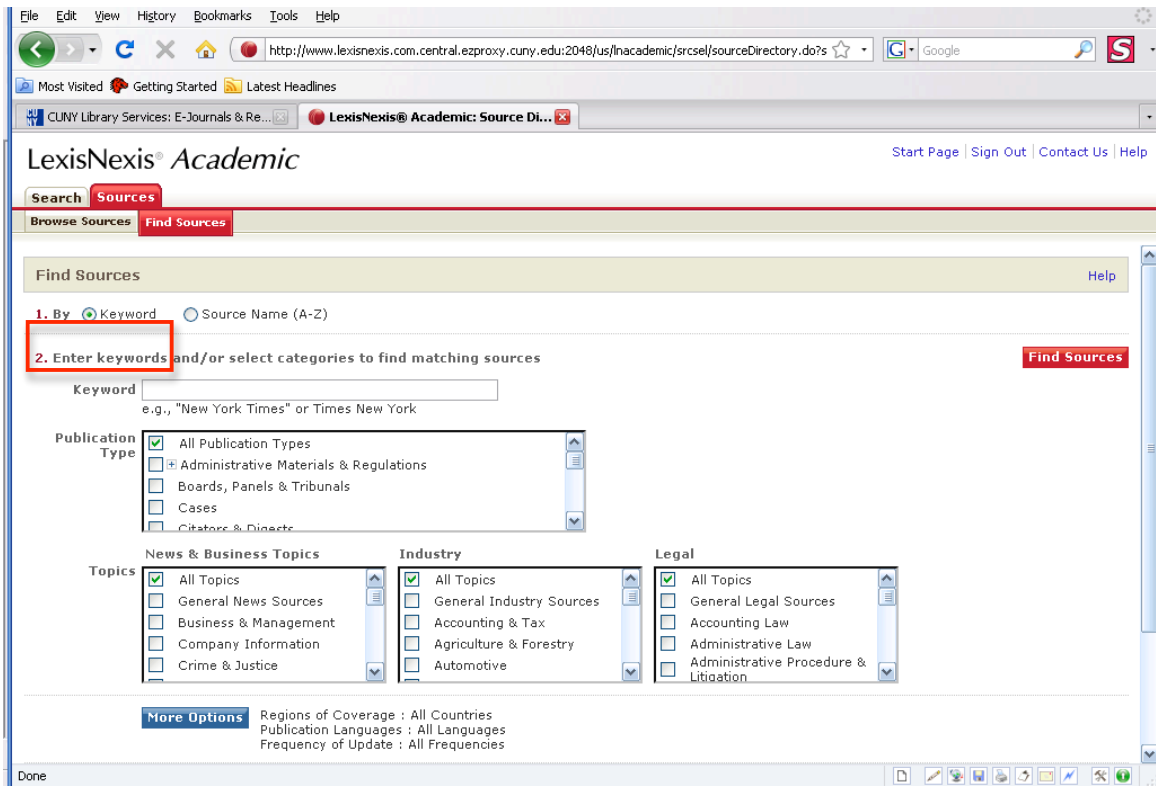 File Edit View History Bookmarks Tools Help
http://www.lexisnexis.com.central.ezproxy.cuny.edu:2048/us/lnacademic/srcsel/sourceDirectory.do?s G Google S
Most Visited Getting Started Latest Headlines
CUNY Library Services: E-Journals & Re... LexisNexis® Academic: Source Di...
LexisNexis® Academic
Start Page | Sign Out | Contact Us | Help
Search Sources
Browse Sources Find Sources
Find Sources Help
1. By Keyword Source Name (A-Z)
2. Enter keywords and/or select categories to find matching sources Find Sources
Keyword
e.g., "New York Times" or Times New York
Publication Type
All Publication Types
Administrative Materials & Regulations
Boards, Panels & Tribunals
Cases
Citators & Digests
Topics
News & Business Topics
All Topics
General News Sources
Business & Management
Company Information
Crime & Justice
Industry
All Topics
General Industry Sources
Accounting & Tax
Agriculture & Forestry
Automotive
Legal
All Topics
General Legal Sources
Accounting Law
Administrative Law
Administrative Procedure &
Litigation
More Options
Regions of Coverage : All Countries
Publication Languages : All Languages
Frequency of Update : All Frequencies
Done